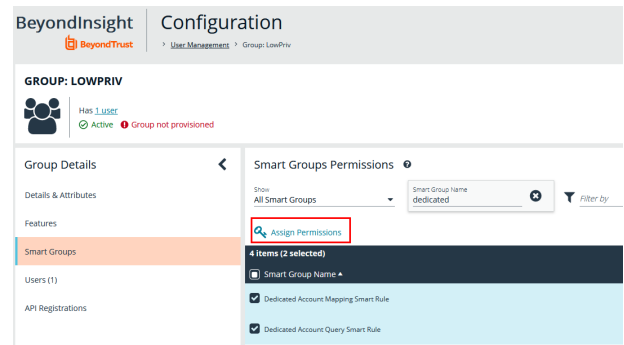 BeyondInsight
BeyondTrust
Configuration
> User Management > Group: LowPriv
GROUP: LOWPRIV
Has 1 user
Active Group not provisioned
Group Details
Details & Attributes
Features
Smart Groups
Users (1)
API Registrations
Smart Groups Permissions
Show
All Smart Groups
Smart Group Name
dedicated
Filter by
Assign Permissions
4 items (2 selected)
Smart Group Name
Dedicated Account Mapping Smart Rule
Dedicated Account Query Smart Rule